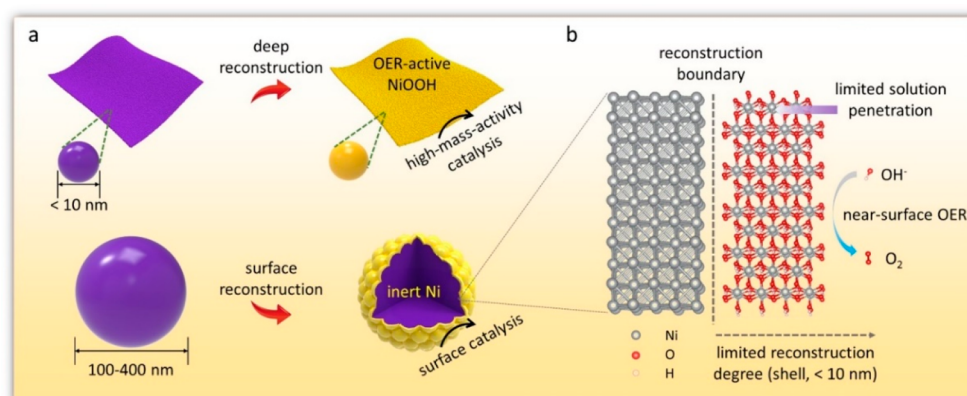 a
deep
reconstruction
OER-active
NiOOH
high-mass-activity
catalysis
< 10 nm
surface
reconstruction
inert Ni
surface catalysis
100-400 nm
b
reconstruction
boundary
limited solution
penetration
OH⁻
near-surface OER
O₂
Ni
O
H
limited reconstruction
degree (shell, < 10 nm)